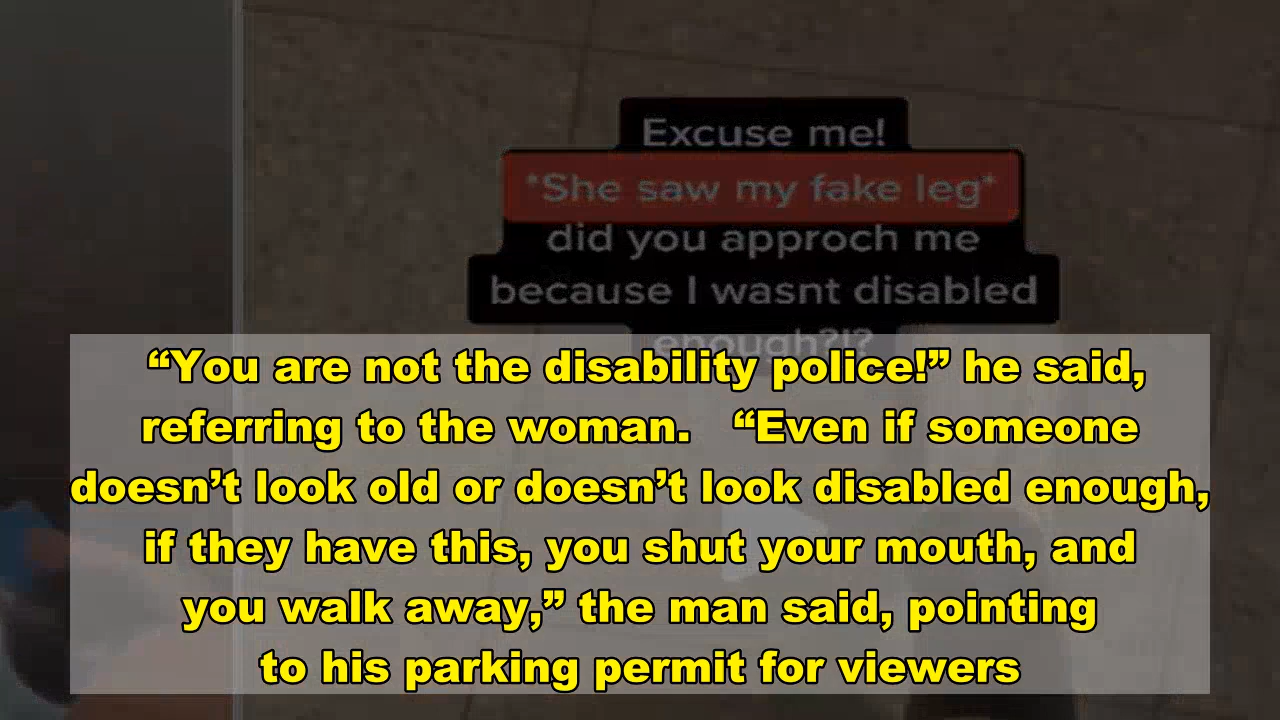 Excuse me!
*She saw my fake leg*
did you approch me
because I wasnt disabled
enough?!?
“You are not the disability police!” he said,
referring to the woman. “Even if someone
doesn’t look old or doesn’t look disabled enough,
if they have this, you shut your mouth, and
you walk away,” the man said, pointing
to his parking permit for viewers